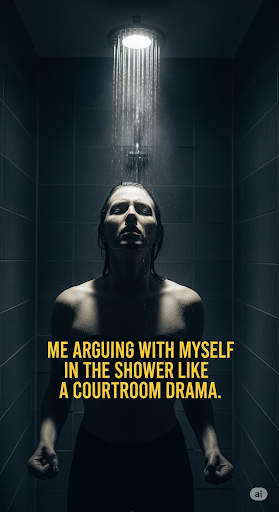 ME ARGUING WITH MYSELF
IN THE SHOWER LIKE
A COURTROOM DRAMA.
ai